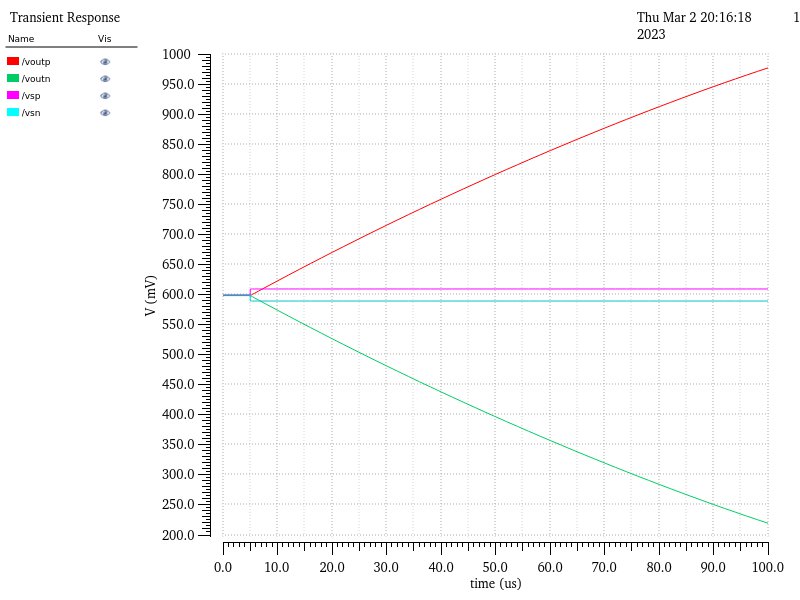 Transient Response
Thu Mar 2 20:16:18 1
2023
Name Vis
/voutp
/voutn
/vsp
/vsn
V (mV)
1000
950.0
900.0
850.0
800.0
750.0
700.0
650.0
600.0
550.0
500.0
450.0
400.0
350.0
300.0
250.0
200.0
0.0 10.0 20.0 30.0 40.0 50.0 60.0 70.0 80.0 90.0 100.0
time (us)